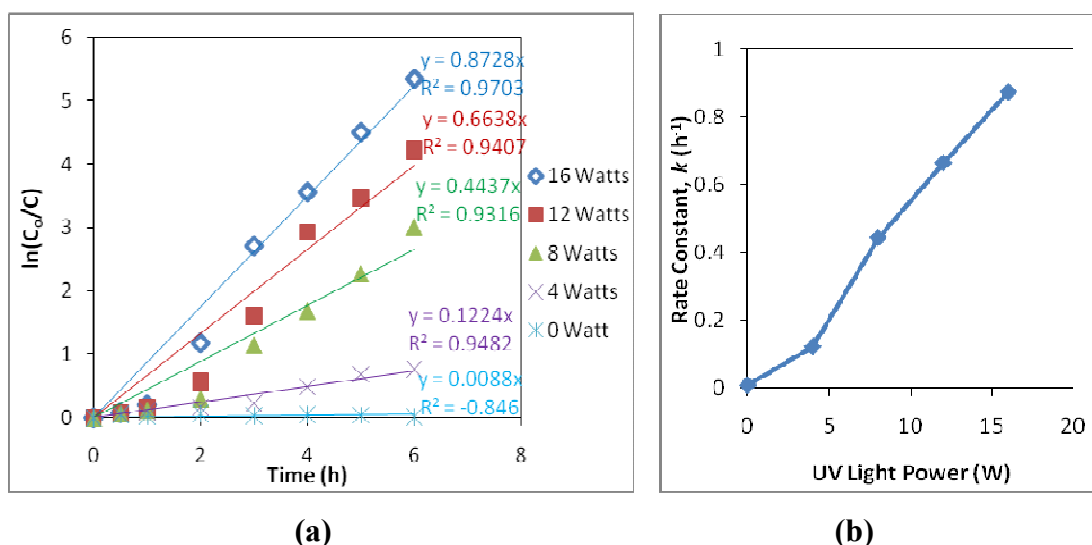 6
5
4
3
2
1
0
ln(Cₒ/C)
0
2
4
6
8
Time (h)
y = 0.8728x
R² = 0.9703
y = 0.6638x
R² = 0.9407
y = 0.4437x
R² = 0.9316
y = 0.1224x
R² = 0.9482
y = 0.0088x
R² = -0.846
16 Watts
12 Watts
8 Watts
4 Watts
0 Watt
(a)
1
0.8
0.6
0.4
0.2
0
Rate Constant, k (h⁻¹)
0
5
10
15
20
UV Light Power (W)
(b)